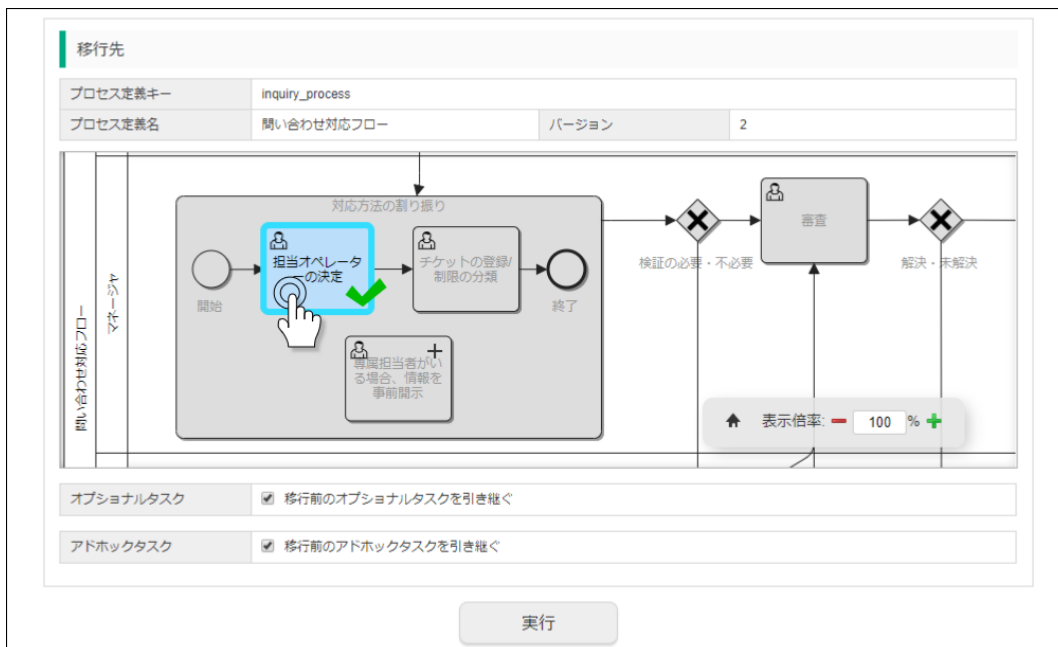 移行先
プロセス定義キー
inquiry_process
プロセス定義名
問い合わせ対応フロー
バージョン
2
問い合わせ対応フロー
マネージャ
対応方法の割り振り
開始
担当オペレータ
ーの決定
チケットの登録/
制限の分類
終了
専属担当者がい
る場合、情報を
事前開示
検証の必要・不必要
審査
解決・未解決
表示倍率:
100
%
オプショナルタスク
移行前のオプショナルタスクを引き継ぐ
アドホックタスク
移行前のアドホックタスクを引き継ぐ
実行